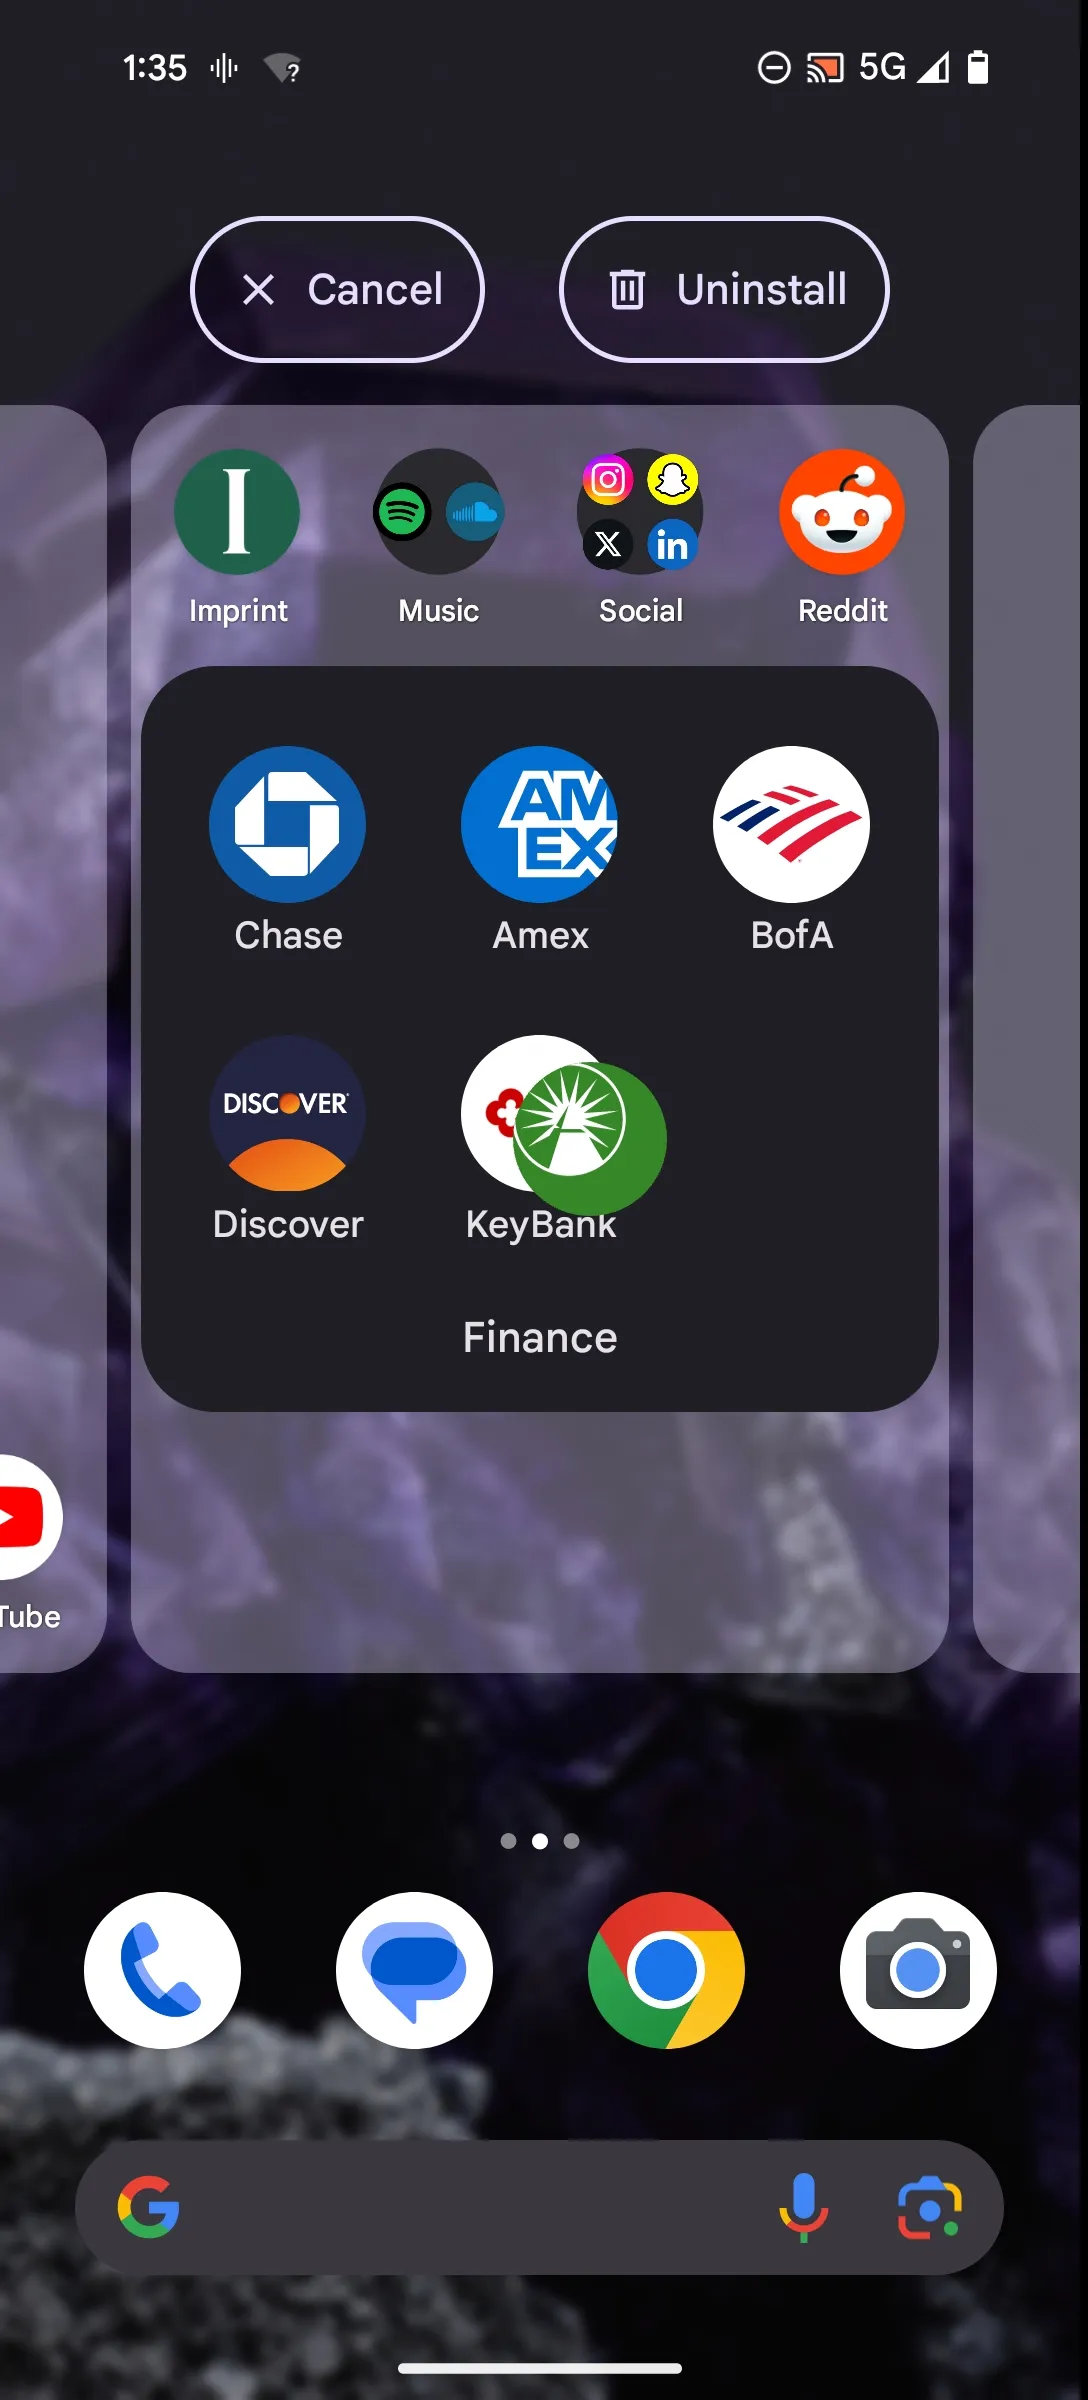 1:35
5G
Cancel
Uninstall
Imprint
Music
Social
Reddit
AM
EX
Chase
Amex
BofA
DISCOVER
Discover
KeyBank
Finance
Tube